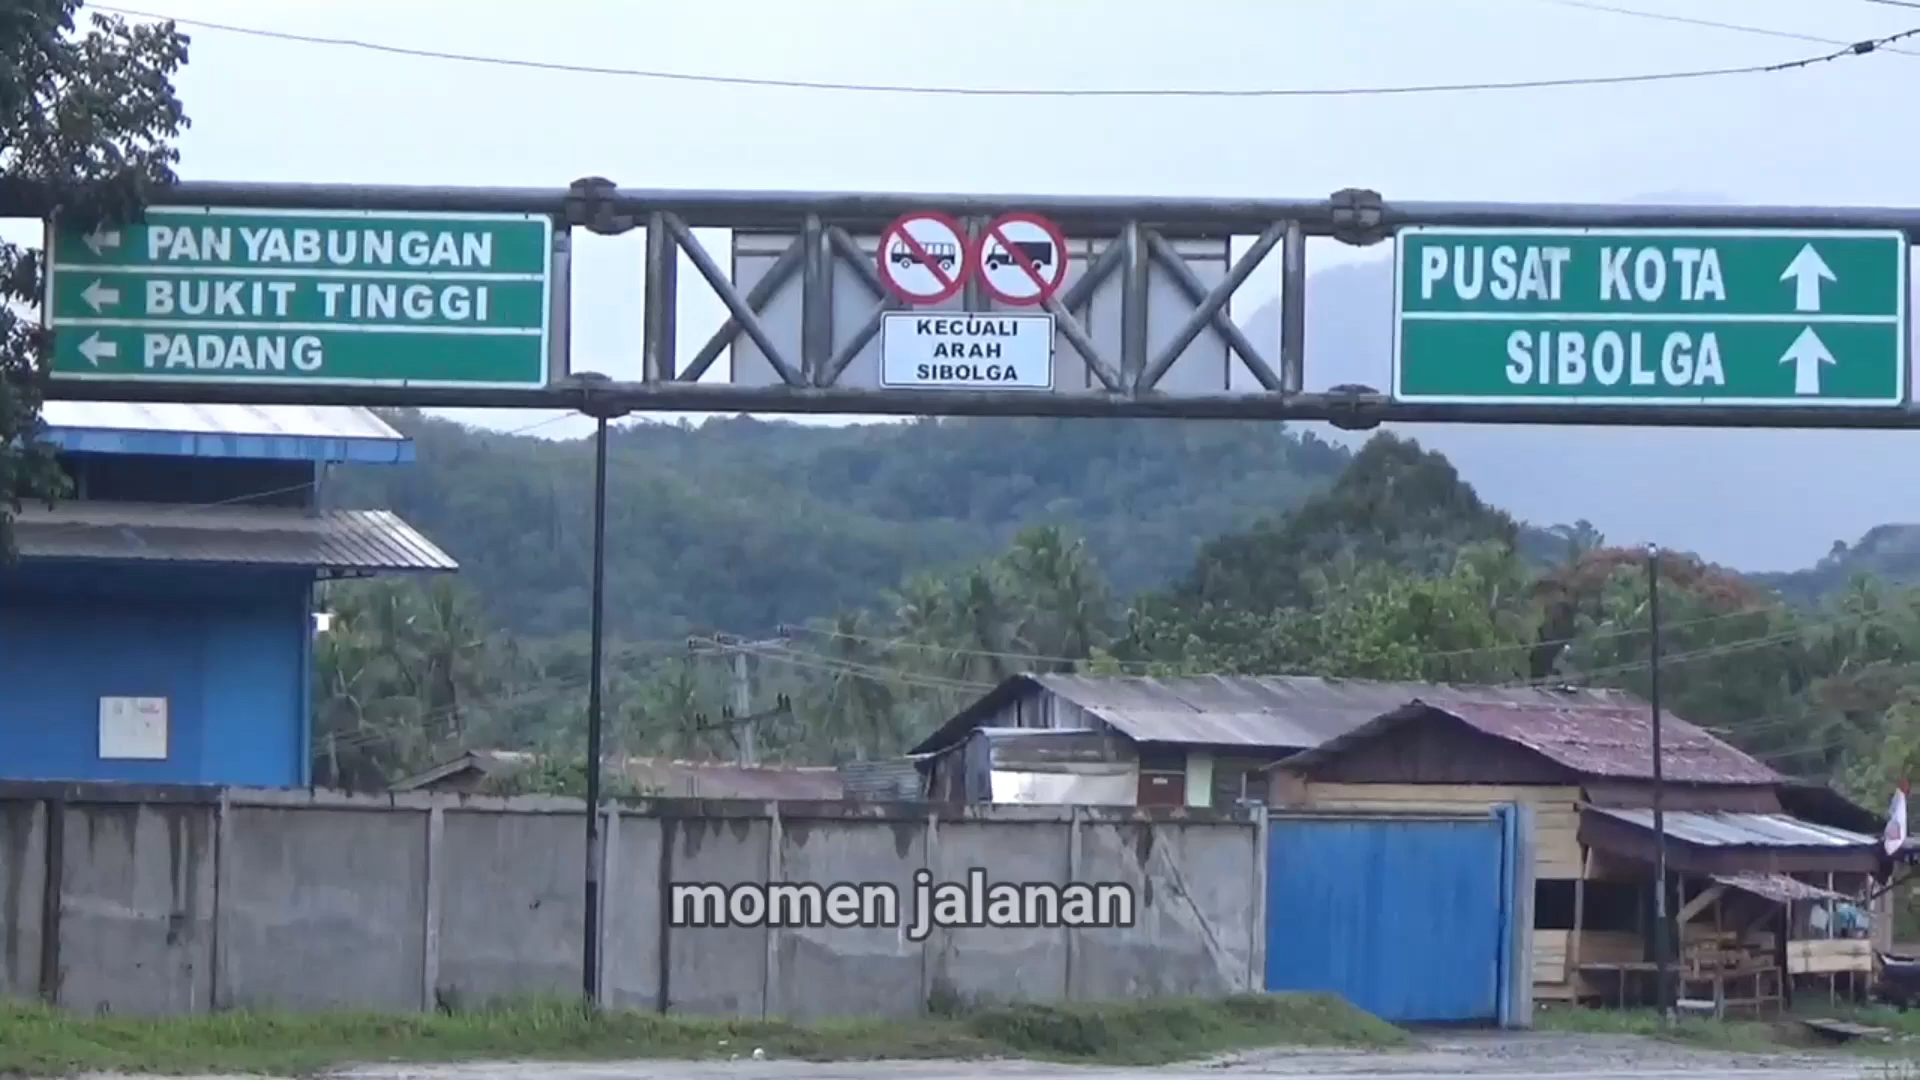 PANYABUNGAN
BUKIT TINGGI
PADANG
KECUALI
ARAH
SIBOLGA
PUSAT KOTA
SIBOLGA
momen jalanan